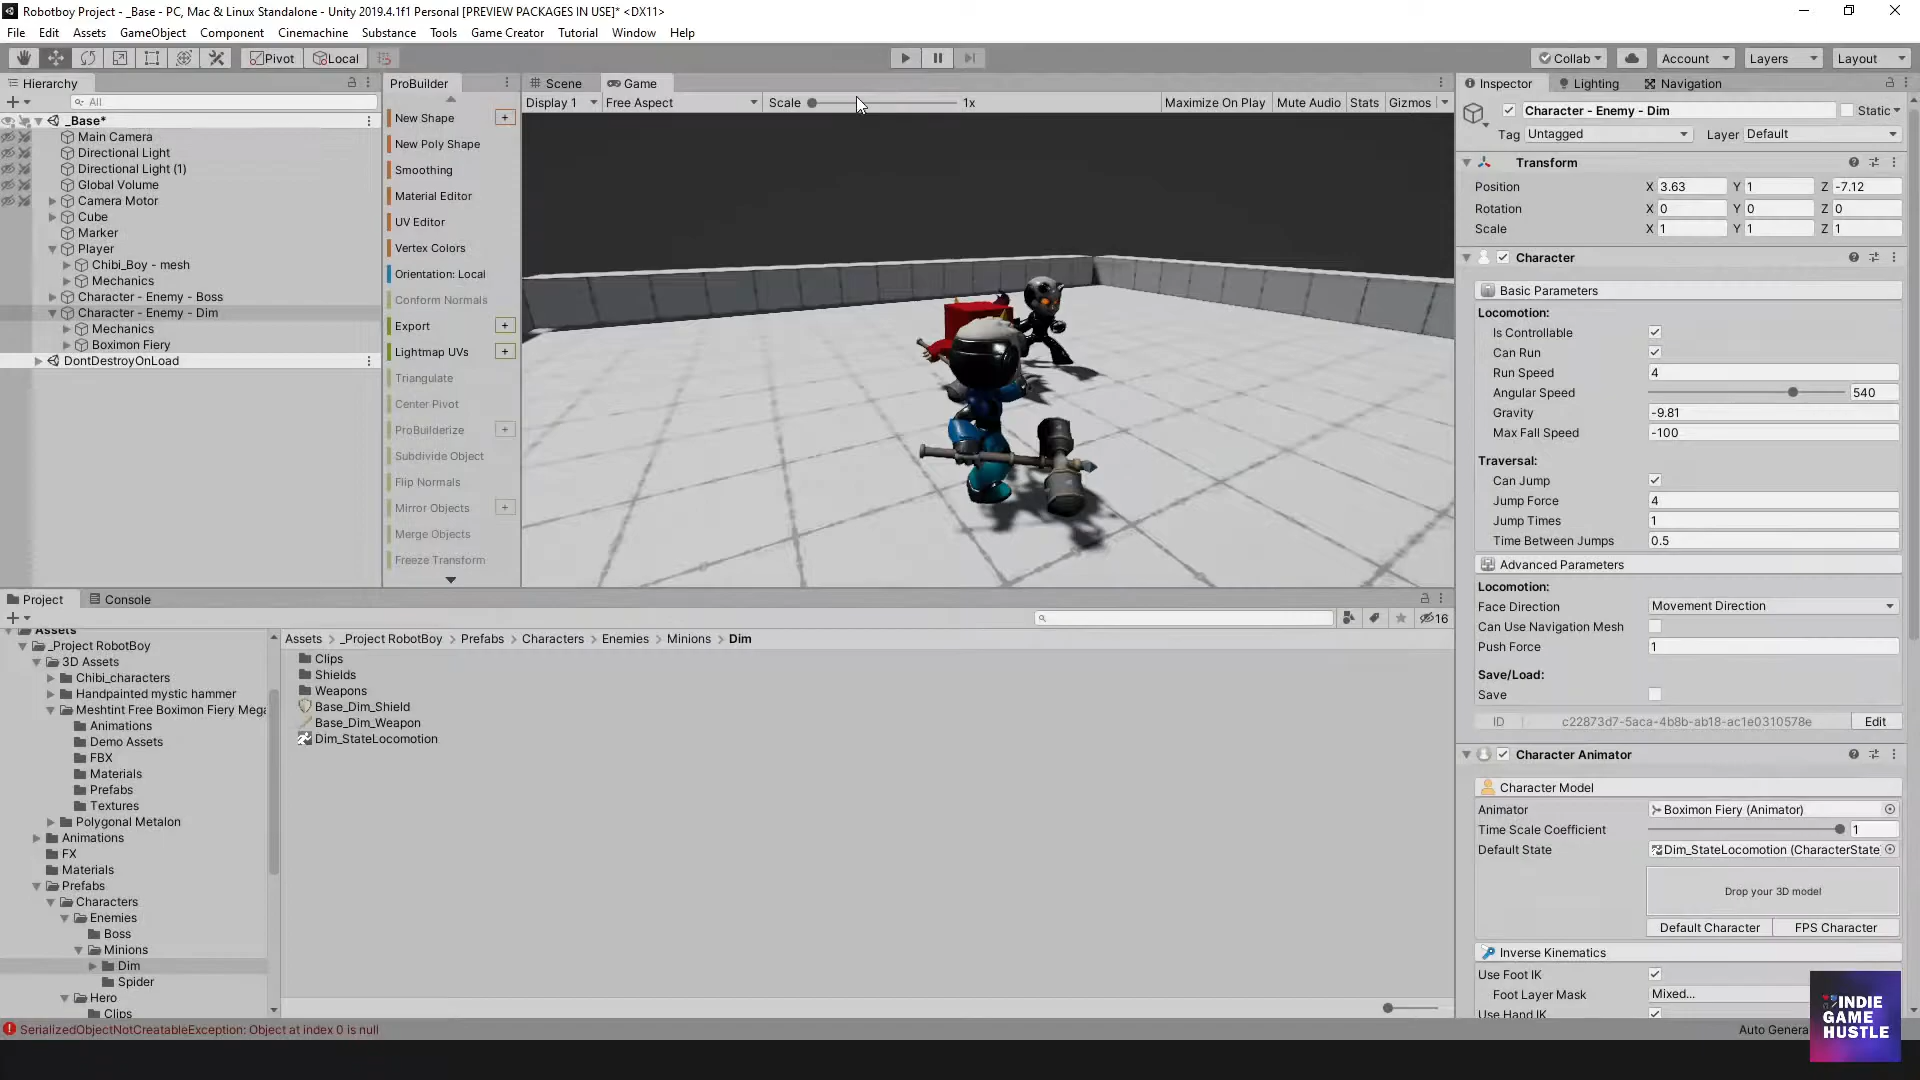 Robotboy Project - _Base - PC, Mac & Linux Standalone - Unity 2019.4.1f1 Personal [PREVIEW PACKAGES IN USE]* <DX11>
File Edit Assets GameObject Component Cinemachine Substance Tools Game Creator Tutorial Window Help
Pivot Local Collab Account Layers Layout
Hierarchy
All
_Base*
Main Camera
Directional Light
Directional Light (1)
Global Volume
Camera Motor
Cube
Marker
Player
Chibi_Boy - mesh
Mechanics
Character - Enemy - Boss
Character - Enemy - Dim
Mechanics
Boximon Fiery
DontDestroyOnLoad
ProBuilder
New Shape
New Poly Shape
Smoothing
Material Editor
UV Editor
Vertex Colors
Orientation: Local
Conform Normals
Export
Lightmap UVs
Triangulate
Center Pivot
ProBuilderize
Subdivide Object
Flip Normals
Mirror Objects
Merge Objects
Freeze Transform
Scene Game
Display 1 Free Aspect Scale 1x Maximize On Play Mute Audio Stats Gizmos
Inspector Lighting Navigation
Character - Enemy - Dim Static
Tag Untagged Layer Default
Transform
Position X 3.63 Y 1 Z -7.12
Rotation X 0 Y 0 Z 0
Scale X 1 Y 1 Z 1
Character
Basic Parameters
Locomotion:
Is Controllable
Can Run
Run Speed 4
Angular Speed 540
Gravity -9.81
Max Fall Speed -100
Traversal:
Can Jump
Jump Force 4
Jump Times 1
Time Between Jumps 0.5
Advanced Parameters
Locomotion:
Face Direction Movement Direction
Can Use Navigation Mesh
Push Force 1
Save/Load:
Save
ID c22873d7-5aca-4b8b-ab18-ac1e0310578e Edit
Character Animator
Character Model
Animator Boximon Fiery (Animator)
Time Scale Coefficient 1
Default State Dim_StateLocomotion (CharacterState
Drop your 3D model
Default Character FPS Character
Inverse Kinematics
Use Foot IK
Foot Layer Mask Mixed...
Use Hand IK
Project Console
16
Assets
_Project RobotBoy
3D Assets
Chibi_characters
Handpainted mystic hammer
Meshtint Free Boximon Fiery Mega
Animations
Demo Assets
FBX
Materials
Prefabs
Textures
Polygonal Metalon
Animations
FX
Materials
Prefabs
Characters
Enemies
Boss
Minions
Dim
Spider
Hero
Clips
Assets > _Project RobotBoy > Prefabs > Characters > Enemies > Minions > Dim
Clips
Shields
Weapons
Base_Dim_Shield
Base_Dim_Weapon
Dim_StateLocomotion
SerializedObjectNotCreatableException: Object at index 0 is null
Auto Genera
INDIE
GAME
HUSTLE